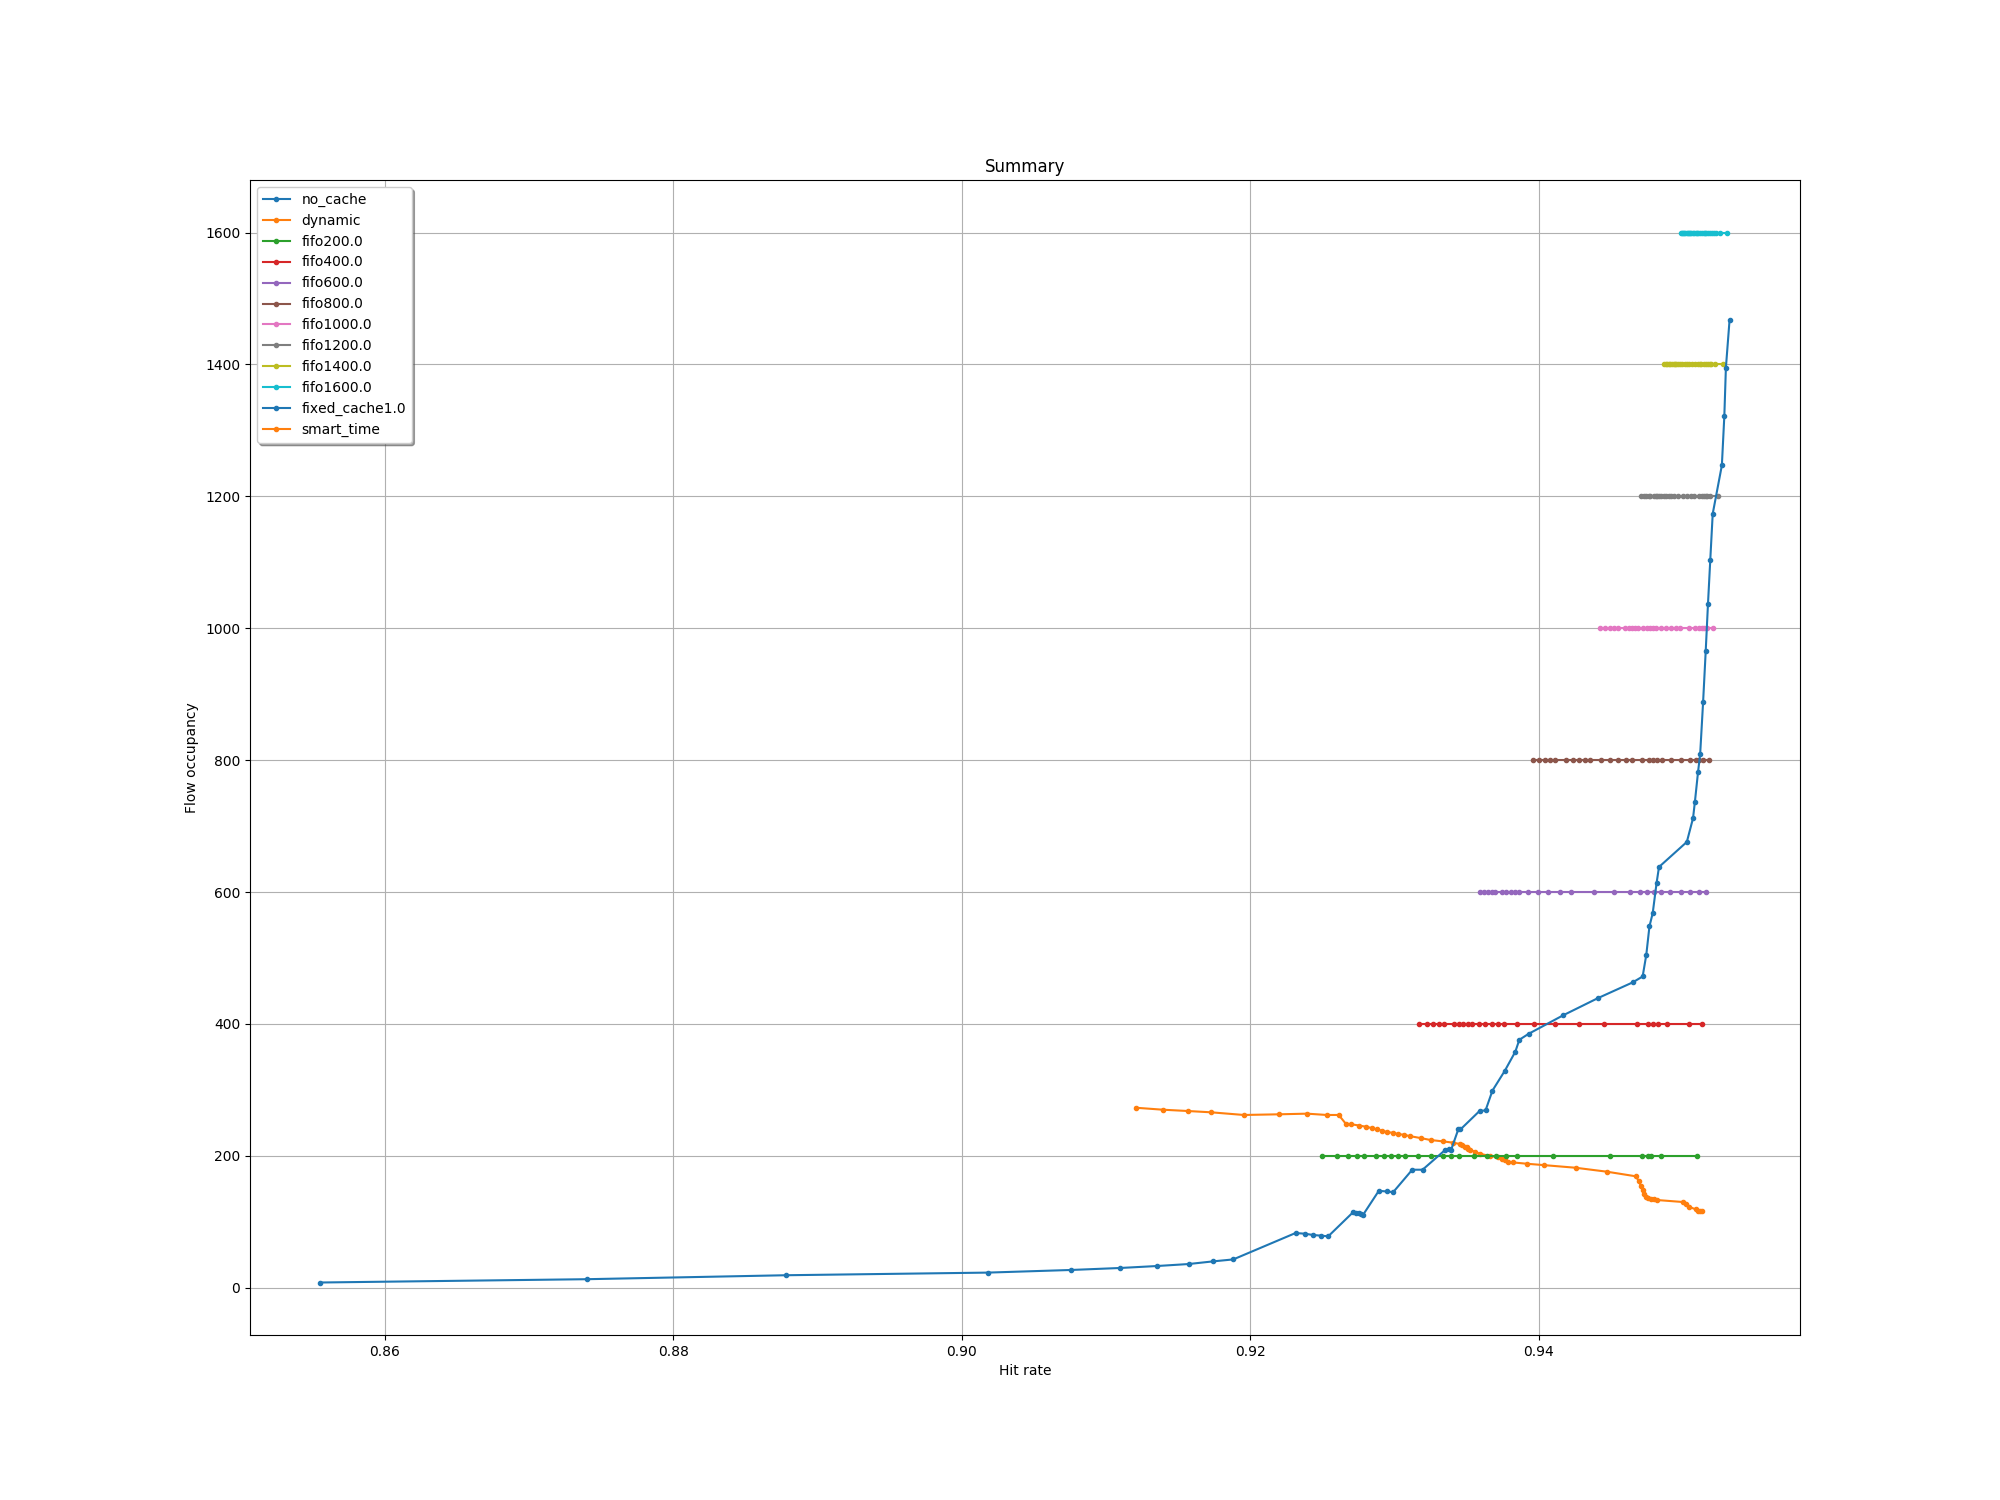 Summary
no_cache
dynamic
fifo200.0
fifo400.0
fifo600.0
fifo800.0
fifo1000.0
fifo1200.0
fifo1400.0
fifo1600.0
fixed_cache1.0
smart_time
1600
1400
1200
1000
800
600
400
200
0
Flow occupancy
0.86 0.88 0.90 0.92 0.94
Hit rate